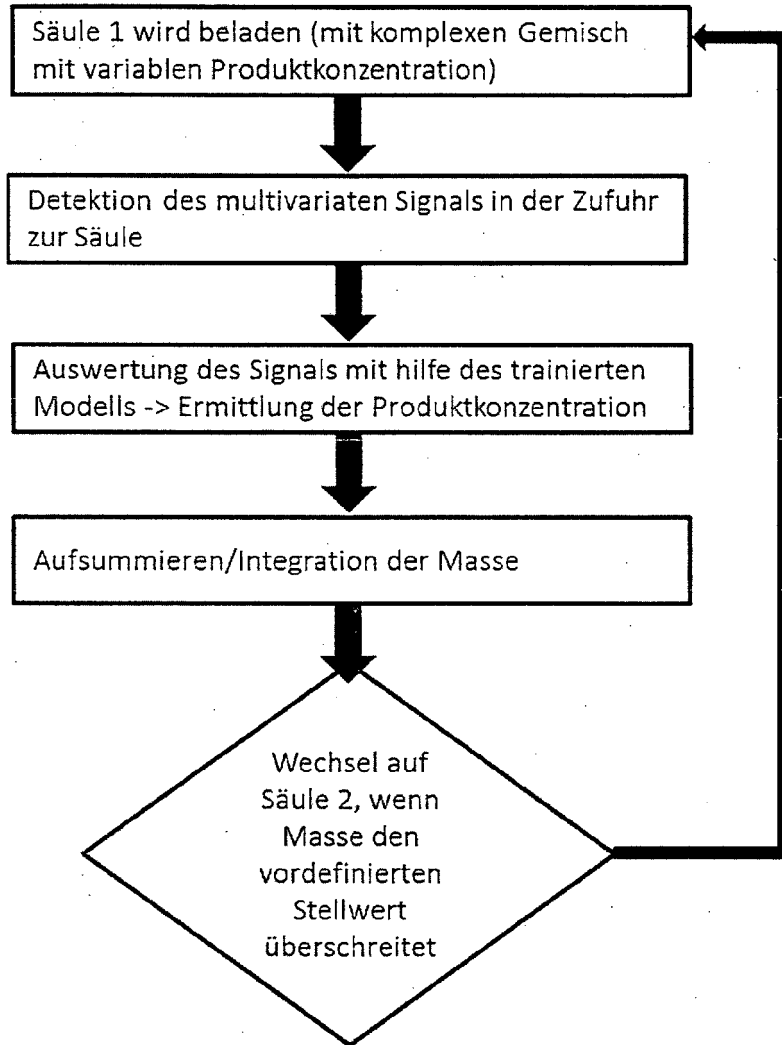 Säule 1 wird beladen (mit komplexen Gemisch
mit variablen Produktkonzentration)
Detektion des multivariaten Signals in der Zufuhr
zur Säule
Auswertung des Signals mit hilfe des trainierten
Modells -> Ermittlung der Produktkonzentration
Aufsummieren/Integration der Masse
Wechsel auf
Säule 2, wenn
Masse den
vordefinierten
Stellwert
überschreitet